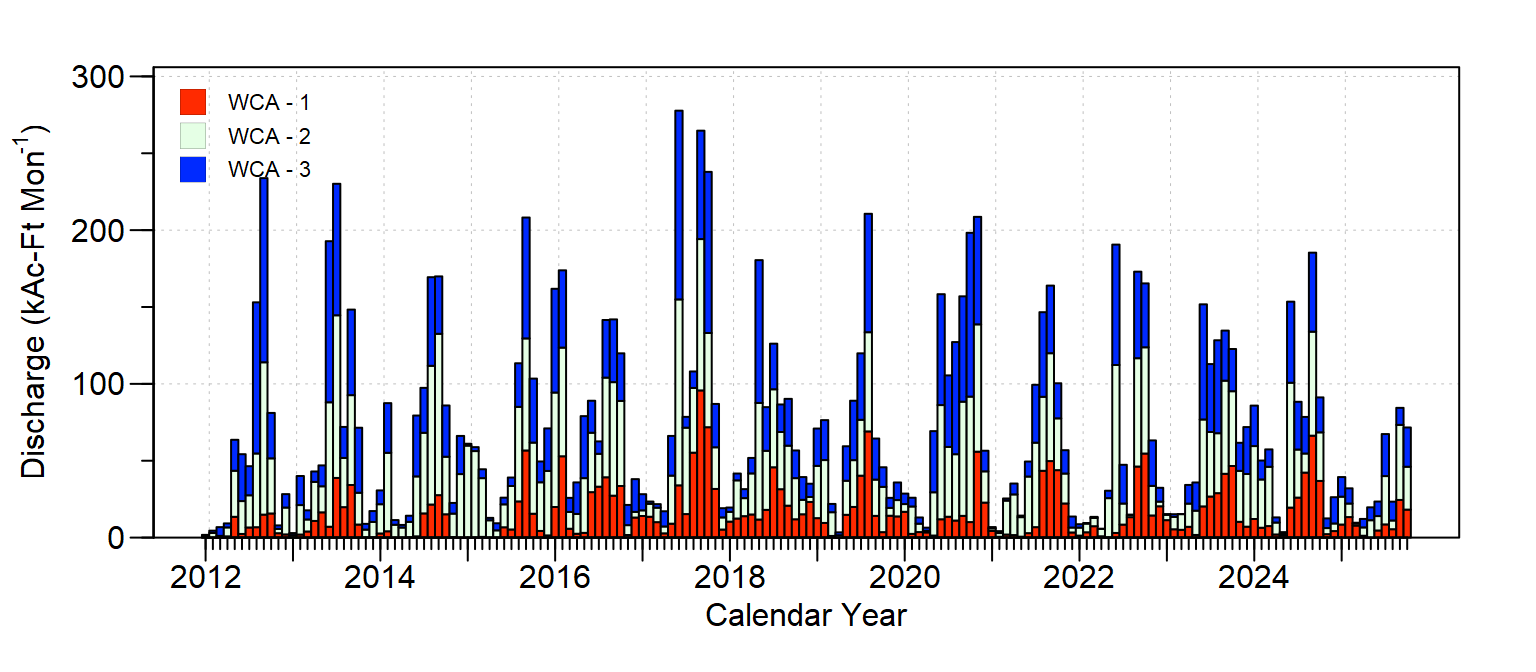 300
200
100
0
Discharge (kAc-Ft Mon⁻¹)
WCA - 1
WCA - 2
WCA - 3
2012 2014 2016 2018 2020 2022 2024
Calendar Year